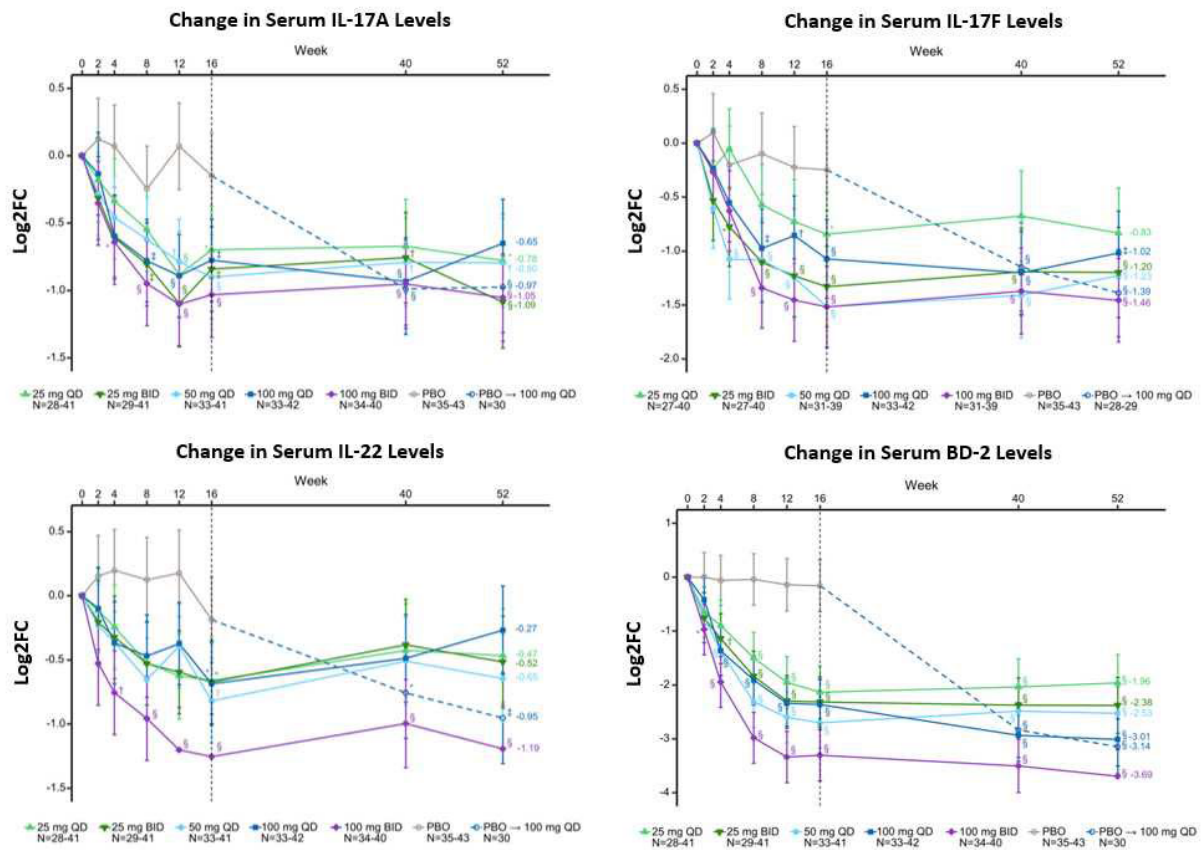 Change in Serum IL-17A Levels
Week
0 2 4 8 12 16 40 52
Log2FC
0.5
0.0
-0.5
-1.0
-1.5
-0.65
-0.78
-0.80
§ -0.97
§ -1.05
§ -1.09
25 mg QD 25 mg BID 50 mg QD 100 mg QD 100 mg BID PBO PBO → 100 mg QD
N=28-41 N=29-41 N=33-41 N=33-42 N=34-40 N=35-43 N=30
Change in Serum IL-17F Levels
Week
0 2 4 8 12 16 40 52
Log2FC
0.5
0.0
-0.5
-1.0
-1.5
-2.0
-0.83
‡ -1.02
§ -1.20
§ -1.39
§ -1.46
25 mg QD 25 mg BID 50 mg QD 100 mg QD 100 mg BID PBO PBO → 100 mg QD
N=27-40 N=27-40 N=31-39 N=33-42 N=31-39 N=35-43 N=28-29
Change in Serum IL-22 Levels
Week
0 2 4 8 12 16 40 52
Log2FC
0.5
0.0
-0.5
-1.0
-1.5
-0.27
-0.47
-0.52
-0.65
‡ -0.95
§ -1.19
25 mg QD 25 mg BID 50 mg QD 100 mg QD 100 mg BID PBO PBO → 100 mg QD
N=28-41 N=29-41 N=33-41 N=33-42 N=34-40 N=35-43 N=30
Change in Serum BD-2 Levels
Week
0 2 4 8 12 16 40 52
Log2FC
1
0
-1
-2
-3
-4
§ -1.96
§ -2.38
§ -2.53
§ -3.01
§ -3.14
§ -3.69
25 mg QD 25 mg BID 50 mg QD 100 mg QD 100 mg BID PBO PBO → 100 mg QD
N=28-41 N=29-41 N=33-41 N=33-42 N=34-40 N=35-43 N=30